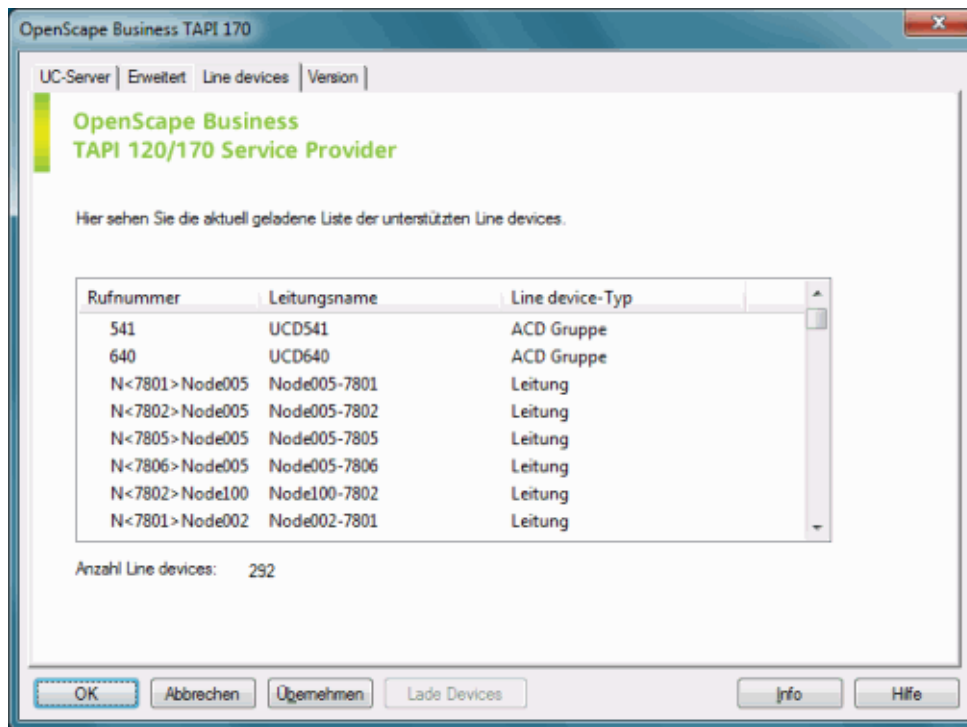 OpenScape Business TAPI 170
UC-Server Erweitert Line devices Version
OpenScape Business
TAPI 120/170 Service Provider
Hier sehen Sie die aktuell geladene Liste der unterstützten Line devices.
Rufnummer Leitungsname Line device-Typ
541 UCD541 ACD Gruppe
640 UCD640 ACD Gruppe
N<7801>Node005 Node005-7801 Leitung
N<7802>Node005 Node005-7802 Leitung
N<7805>Node005 Node005-7805 Leitung
N<7806>Node005 Node005-7806 Leitung
N<7802>Node100 Node100-7802 Leitung
N<7801>Node002 Node002-7801 Leitung
Anzahl Line devices: 292
OK Abbrechen Übernehmen Lade Devices Info Hilfe